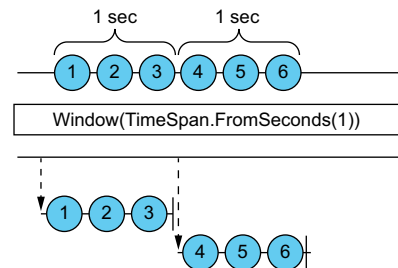 1 sec 1 sec
1 2 3 4 5 6
Window(TimeSpan.FromSeconds(1))
1 2 3
4 5 6